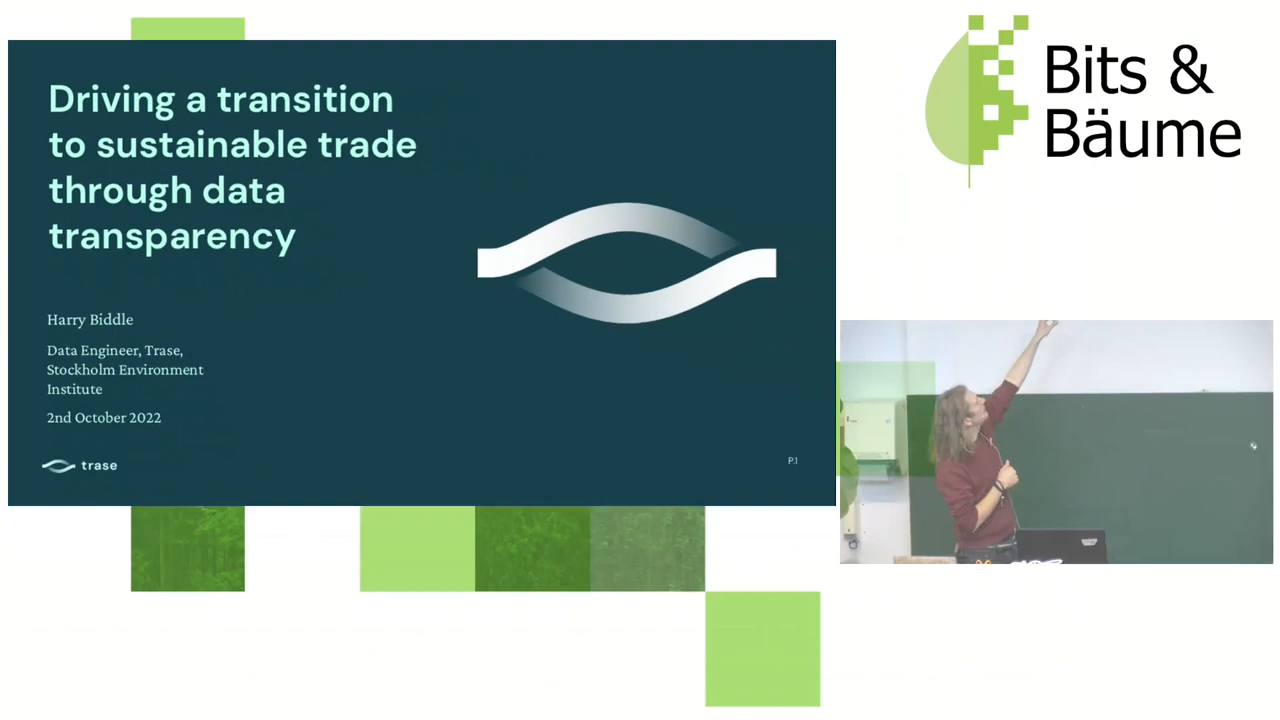 Driving a transition
to sustainable trade
through data
transparency
Harry Biddle
Data Engineer, Trase,
Stockholm Environment
Institute
2nd October 2022
trase
P.1
Bits &
Bäume